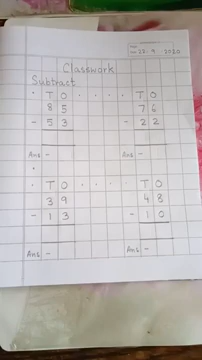 22.9.2020
Classwork
Subtract
T O . . . . T O
8 5 7 6
- 5 3 - 2 2
Ans - Ans -
T O . . . . T O
3 9 4 8
- 1 3 - 1 0
Ans - Ans -